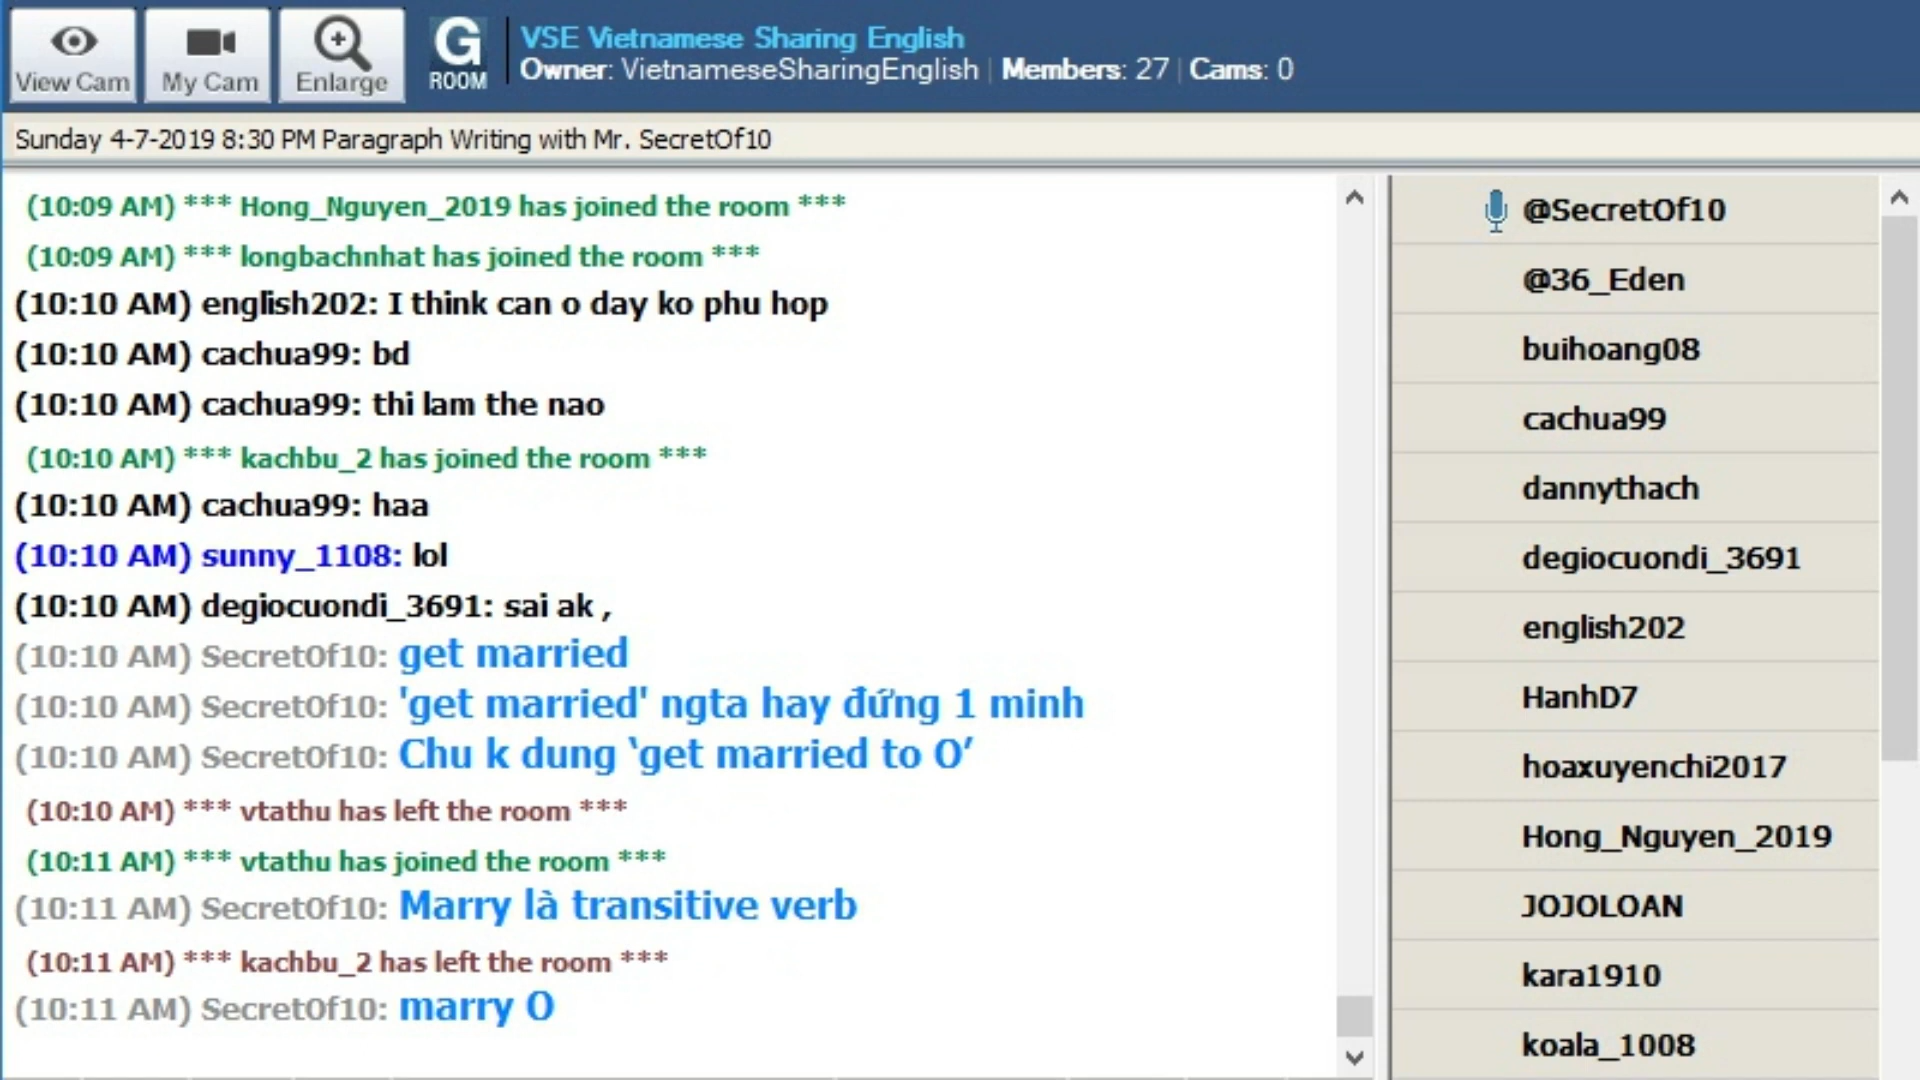 View Cam
My Cam
Enlarge
G
ROOM
VSE Vietnamese Sharing English
Owner: VietnameseSharingEnglish | Members: 27 | Cams: 0
Sunday 4-7-2019 8:30 PM Paragraph Writing with Mr. SecretOf10
(10:09 AM) *** Hong_Nguyen_2019 has joined the room ***
(10:09 AM) *** longbachnhat has joined the room ***
(10:10 AM) english202: I think can o day ko phu hop
(10:10 AM) cachua99: bd
(10:10 AM) cachua99: thi lam the nao
(10:10 AM) *** kachbu_2 has joined the room ***
(10:10 AM) cachua99: haa
(10:10 AM) sunny_1108: lol
(10:10 AM) degiocuondi_3691: sai ak ,
(10:10 AM) SecretOf10: get married
(10:10 AM) SecretOf10: 'get married' ngta hay đứng 1 minh
(10:10 AM) SecretOf10: Chu k dung ‘get married to O’
(10:10 AM) *** vtathu has left the room ***
(10:11 AM) *** vtathu has joined the room ***
(10:11 AM) SecretOf10: Marry là transitive verb
(10:11 AM) *** kachbu_2 has left the room ***
(10:11 AM) SecretOf10: marry O
@SecretOf10
@36_Eden
buihoang08
cachua99
dannythach
degiocuondi_3691
english202
HanhD7
hoaxuyenchi2017
Hong_Nguyen_2019
JOJOLOAN
kara1910
koala_1008